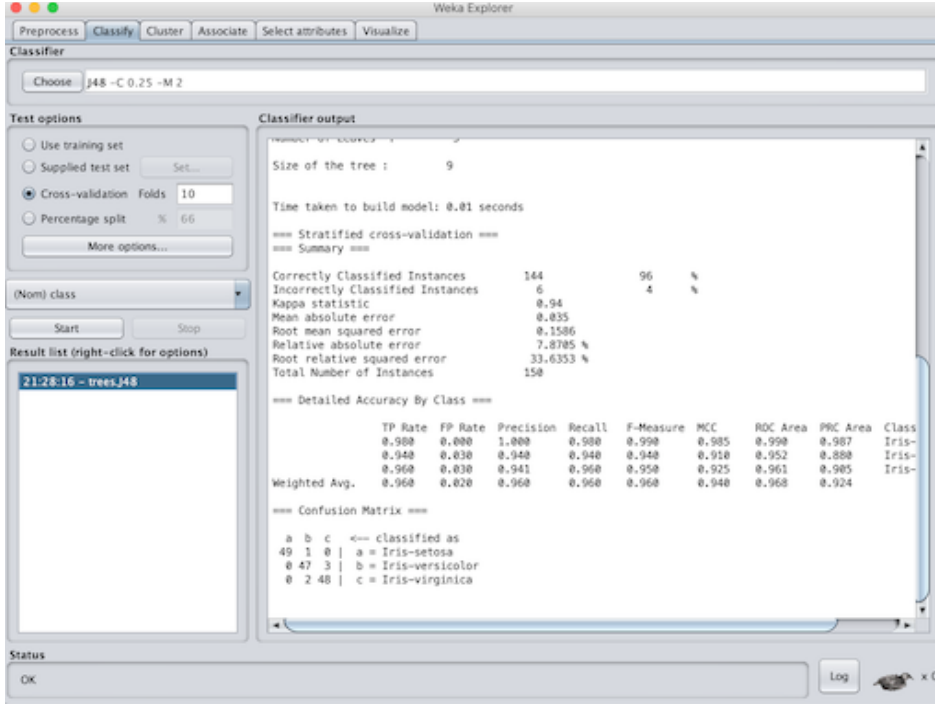 Weka Explorer
Preprocess Classify Cluster Associate Select attributes Visualize
Classifier
Choose J48 -C 0.25 -M 2
Test options
Use training set
Supplied test set Set...
Cross-validation Folds 10
Percentage split % 66
More options...
(Nom) class
Start Stop
Result list (right-click for options)
21:28:16 - trees.J48
Classifier output
Size of the tree : 9
Time taken to build model: 0.01 seconds
=== Stratified cross-validation ===
=== Summary ===
Correctly Classified Instances 144 96 %
Incorrectly Classified Instances 6 4 %
Kappa statistic 0.94
Mean absolute error 0.035
Root mean squared error 0.1586
Relative absolute error 7.8705 %
Root relative squared error 33.6353 %
Total Number of Instances 150
=== Detailed Accuracy By Class ===
TP Rate FP Rate Precision Recall F-Measure MCC ROC Area PRC Area Class
0.980 0.000 1.000 0.980 0.990 0.985 0.990 0.987 Iris-
0.940 0.030 0.940 0.940 0.940 0.910 0.952 0.880 Iris-
0.960 0.030 0.941 0.960 0.950 0.925 0.961 0.905 Iris-
Weighted Avg. 0.960 0.020 0.960 0.960 0.960 0.940 0.968 0.924
=== Confusion Matrix ===
a b c <-- classified as
49 1 0 | a = Iris-setosa
0 47 3 | b = Iris-versicolor
0 2 48 | c = Iris-virginica
Status
OK
Log
x